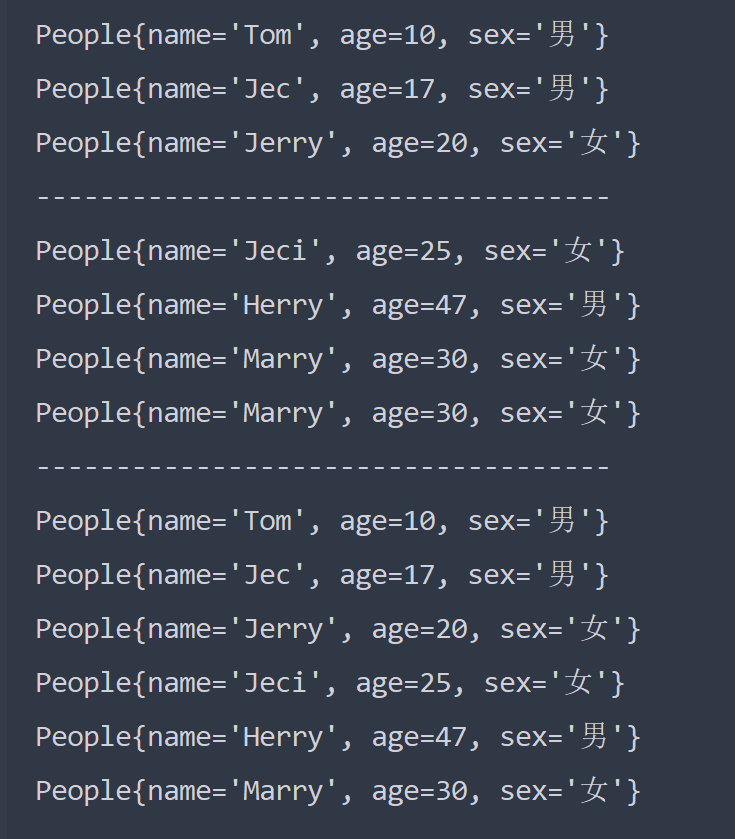 People{name='Tom', age=10, sex='男'}
People{name='Jec', age=17, sex='男'}
People{name='Jerry', age=20, sex='女'}
------------------------------------
People{name='Jeci', age=25, sex='女'}
People{name='Herry', age=47, sex='男'}
People{name='Marry', age=30, sex='女'}
People{name='Marry', age=30, sex='女'}
------------------------------------
People{name='Tom', age=10, sex='男'}
People{name='Jec', age=17, sex='男'}
People{name='Jerry', age=20, sex='女'}
People{name='Jeci', age=25, sex='女'}
People{name='Herry', age=47, sex='男'}
People{name='Marry', age=30, sex='女'}